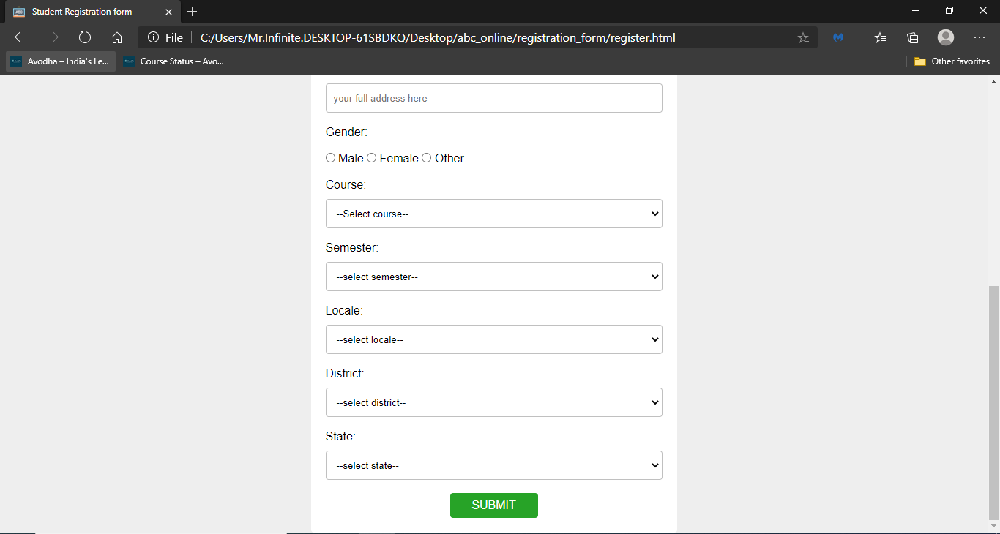 Student Registration form
File C:/Users/Mr.Infinite.DESKTOP-61SBDKQ/Desktop/abc_online/registration_form/register.html
Avodha – India's Le... Course Status – Avo... Other favorites
your full address here
Gender:
Male Female Other
Course:
--Select course--
Semester:
--select semester--
Locale:
--select locale--
District:
--select district--
State:
--select state--
SUBMIT